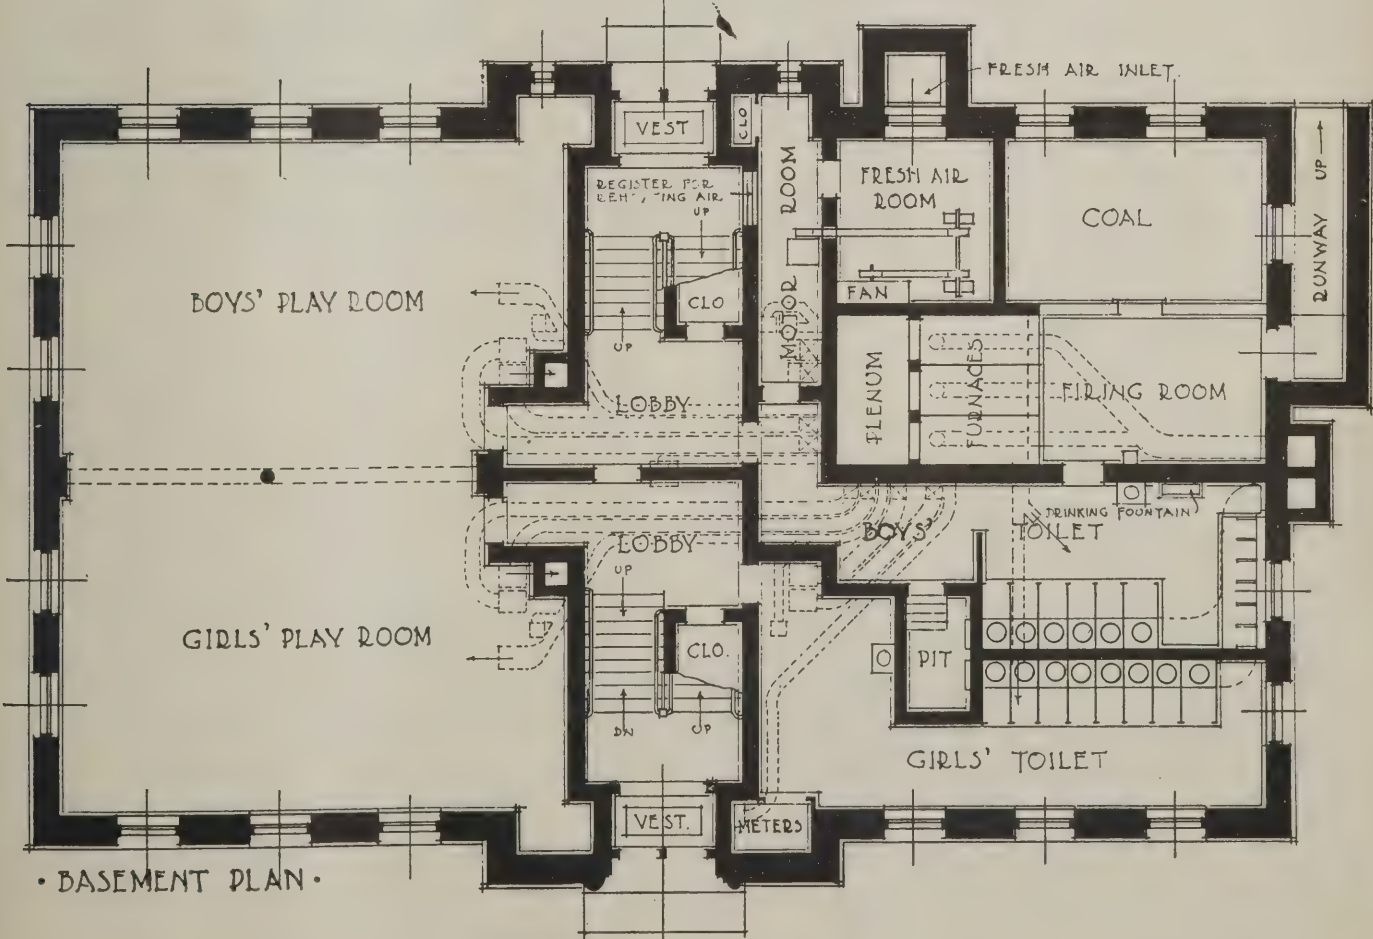 FRESH AIR INLET.
VEST
CLO
MOTOR ROOM
REGISTER FOR
AIR
UP
FRESH AIR
ROOM
COAL
RUNWAY UP
BOYS' PLAY ROOM
CLO
FAN
UP
PLENUM
FURNACES
FIRING ROOM
LOBBY
DRINKING FOUNTAIN
BOYS' TOILET
LOBBY
UP
GIRLS' PLAY ROOM
CLO.
PIT
DN
UP
GIRLS' TOILET
VEST.
METERS
• BASEMENT PLAN •